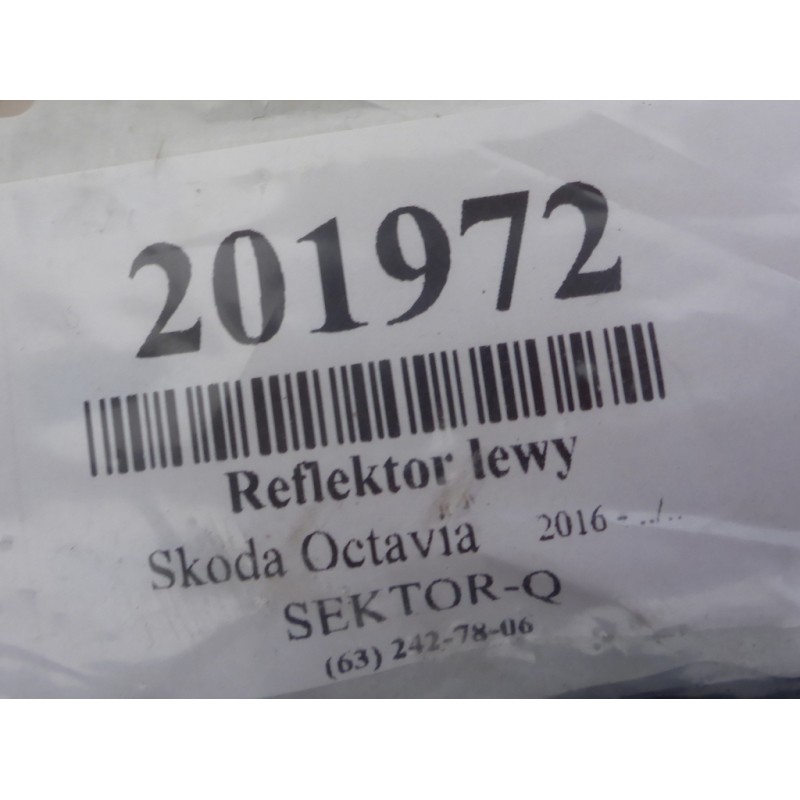 201972
Reflektor lewy
Skoda Octavia 2016 - ../..
SEKTOR-Q
(63) 242-78-06